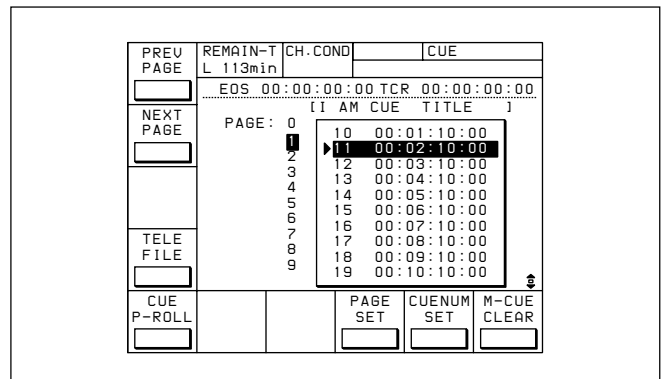 PREV PAGE
REMAIN-T
L 113min
CH.COND
CUE
EOS 00:00:00:00 TCR 00:00:00:00
[I AM CUE TITLE ]
NEXT PAGE
PAGE: 0
1
2
3
4
5
6
7
8
9
10 00:01:10:00
11 00:02:10:00
12 00:03:10:00
13 00:04:10:00
14 00:05:10:00
15 00:06:10:00
16 00:07:10:00
17 00:08:10:00
18 00:09:10:00
19 00:10:10:00
TELE FILE
CUE P-ROLL
PAGE SET
CUENUM SET
M-CUE CLEAR